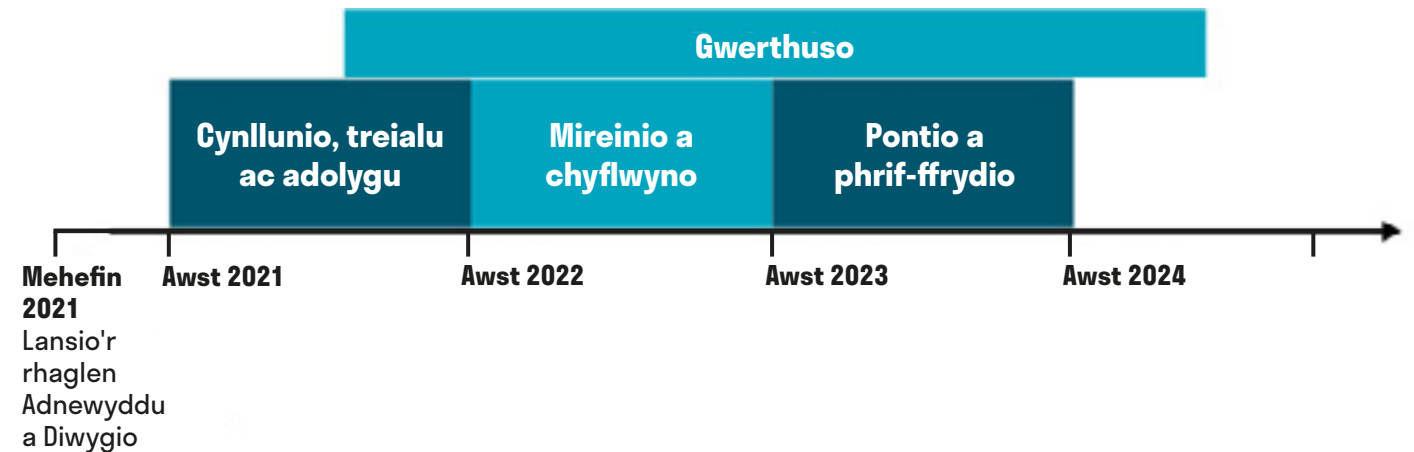 Gwerthuso
Cynllunio, treialu
ac adolygu
Mireinio a
chyflwyno
Pontio a
phrif-ffrydio
Mehefin
2021
Lansio'r
rhaglen
Adnewyddu
a Diwygio
Awst 2021
Awst 2022
Awst 2023
Awst 2024